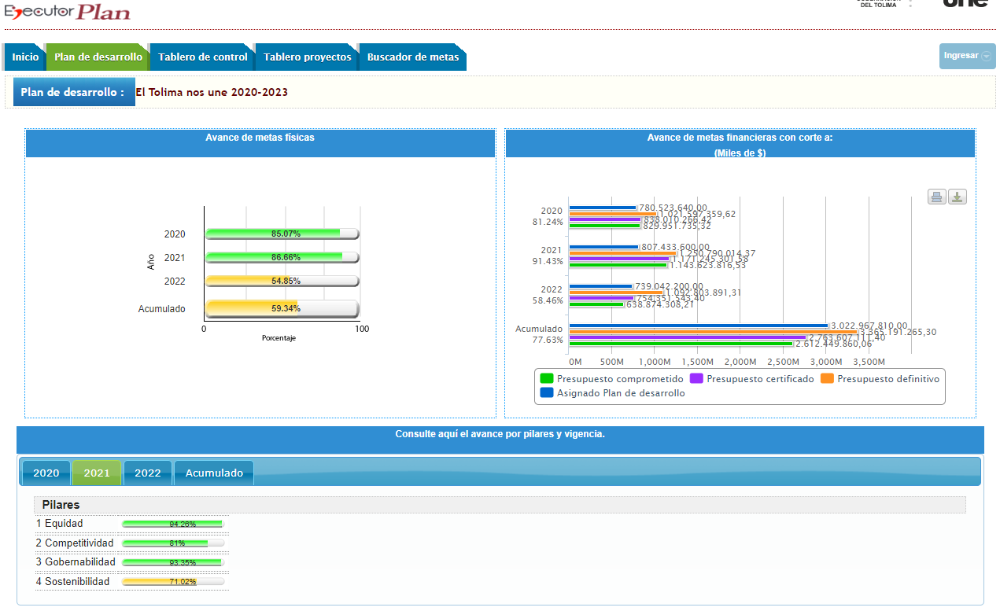 Ejecutor Plan
DEL TOLIMA
une
Inicio
Plan de desarrollo
Tablero de control
Tablero proyectos
Buscador de metas
Ingresar
Plan de desarrollo :
El Tolima nos une 2020-2023
Avance de metas físicas
Año
2020
85.07%
2021
86.66%
2022
54.85%
Acumulado
59.34%
0
100
Porcentaje
Avance de metas financieras con corte a:
(Miles de $)
2020
81.24%
780.523.640,00
1.021.597.359,62
838.010.266,42
829.951.735,32
2021
91.43%
807.433.600,00
1.250.790.014,37
1.171.245.301,58
1.143.623.816,53
2022
58.46%
739.042.200,00
1.092.803.891,31
754.351.543,40
638.874.308,21
Acumulado
77.63%
3.022.967.810,00
3.365.191.265,30
2.763.607.111,40
2.612.449.860,06
0M
500M
1,000M
1,500M
2,000M
2,500M
3,000M
3,500M
Presupuesto comprometido
Presupuesto certificado
Presupuesto definitivo
Asignado Plan de desarrollo
Consulte aquí el avance por pilares y vigencia.
2020
2021
2022
Acumulado
Pilares
1 Equidad
94.26%
2 Competitividad
81%
3 Gobernabilidad
93.35%
4 Sostenibilidad
71.02%